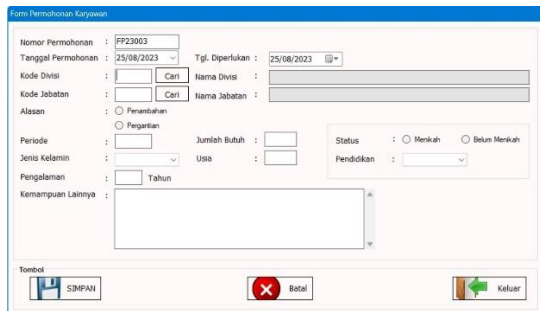 Form Permohonan Karyawan
Nomor Permohonan : FP23003
Tanggal Permohonan : 25/08/2023 Tgl. Diperlukan : 25/08/2023
Kode Divisi : Cari Nama Divisi :
Kode Jabatan : Cari Nama Jabatan :
Alasan : Penambahan
Pergantian
Periode : Jumlah Butuh : Status : Menikah Belum Menikah
Jenis Kelamin : Usia : Pendidikan :
Pengalaman : Tahun
Kemampuan Lainnya :
Tombol
SIMPAN Batal Keluar